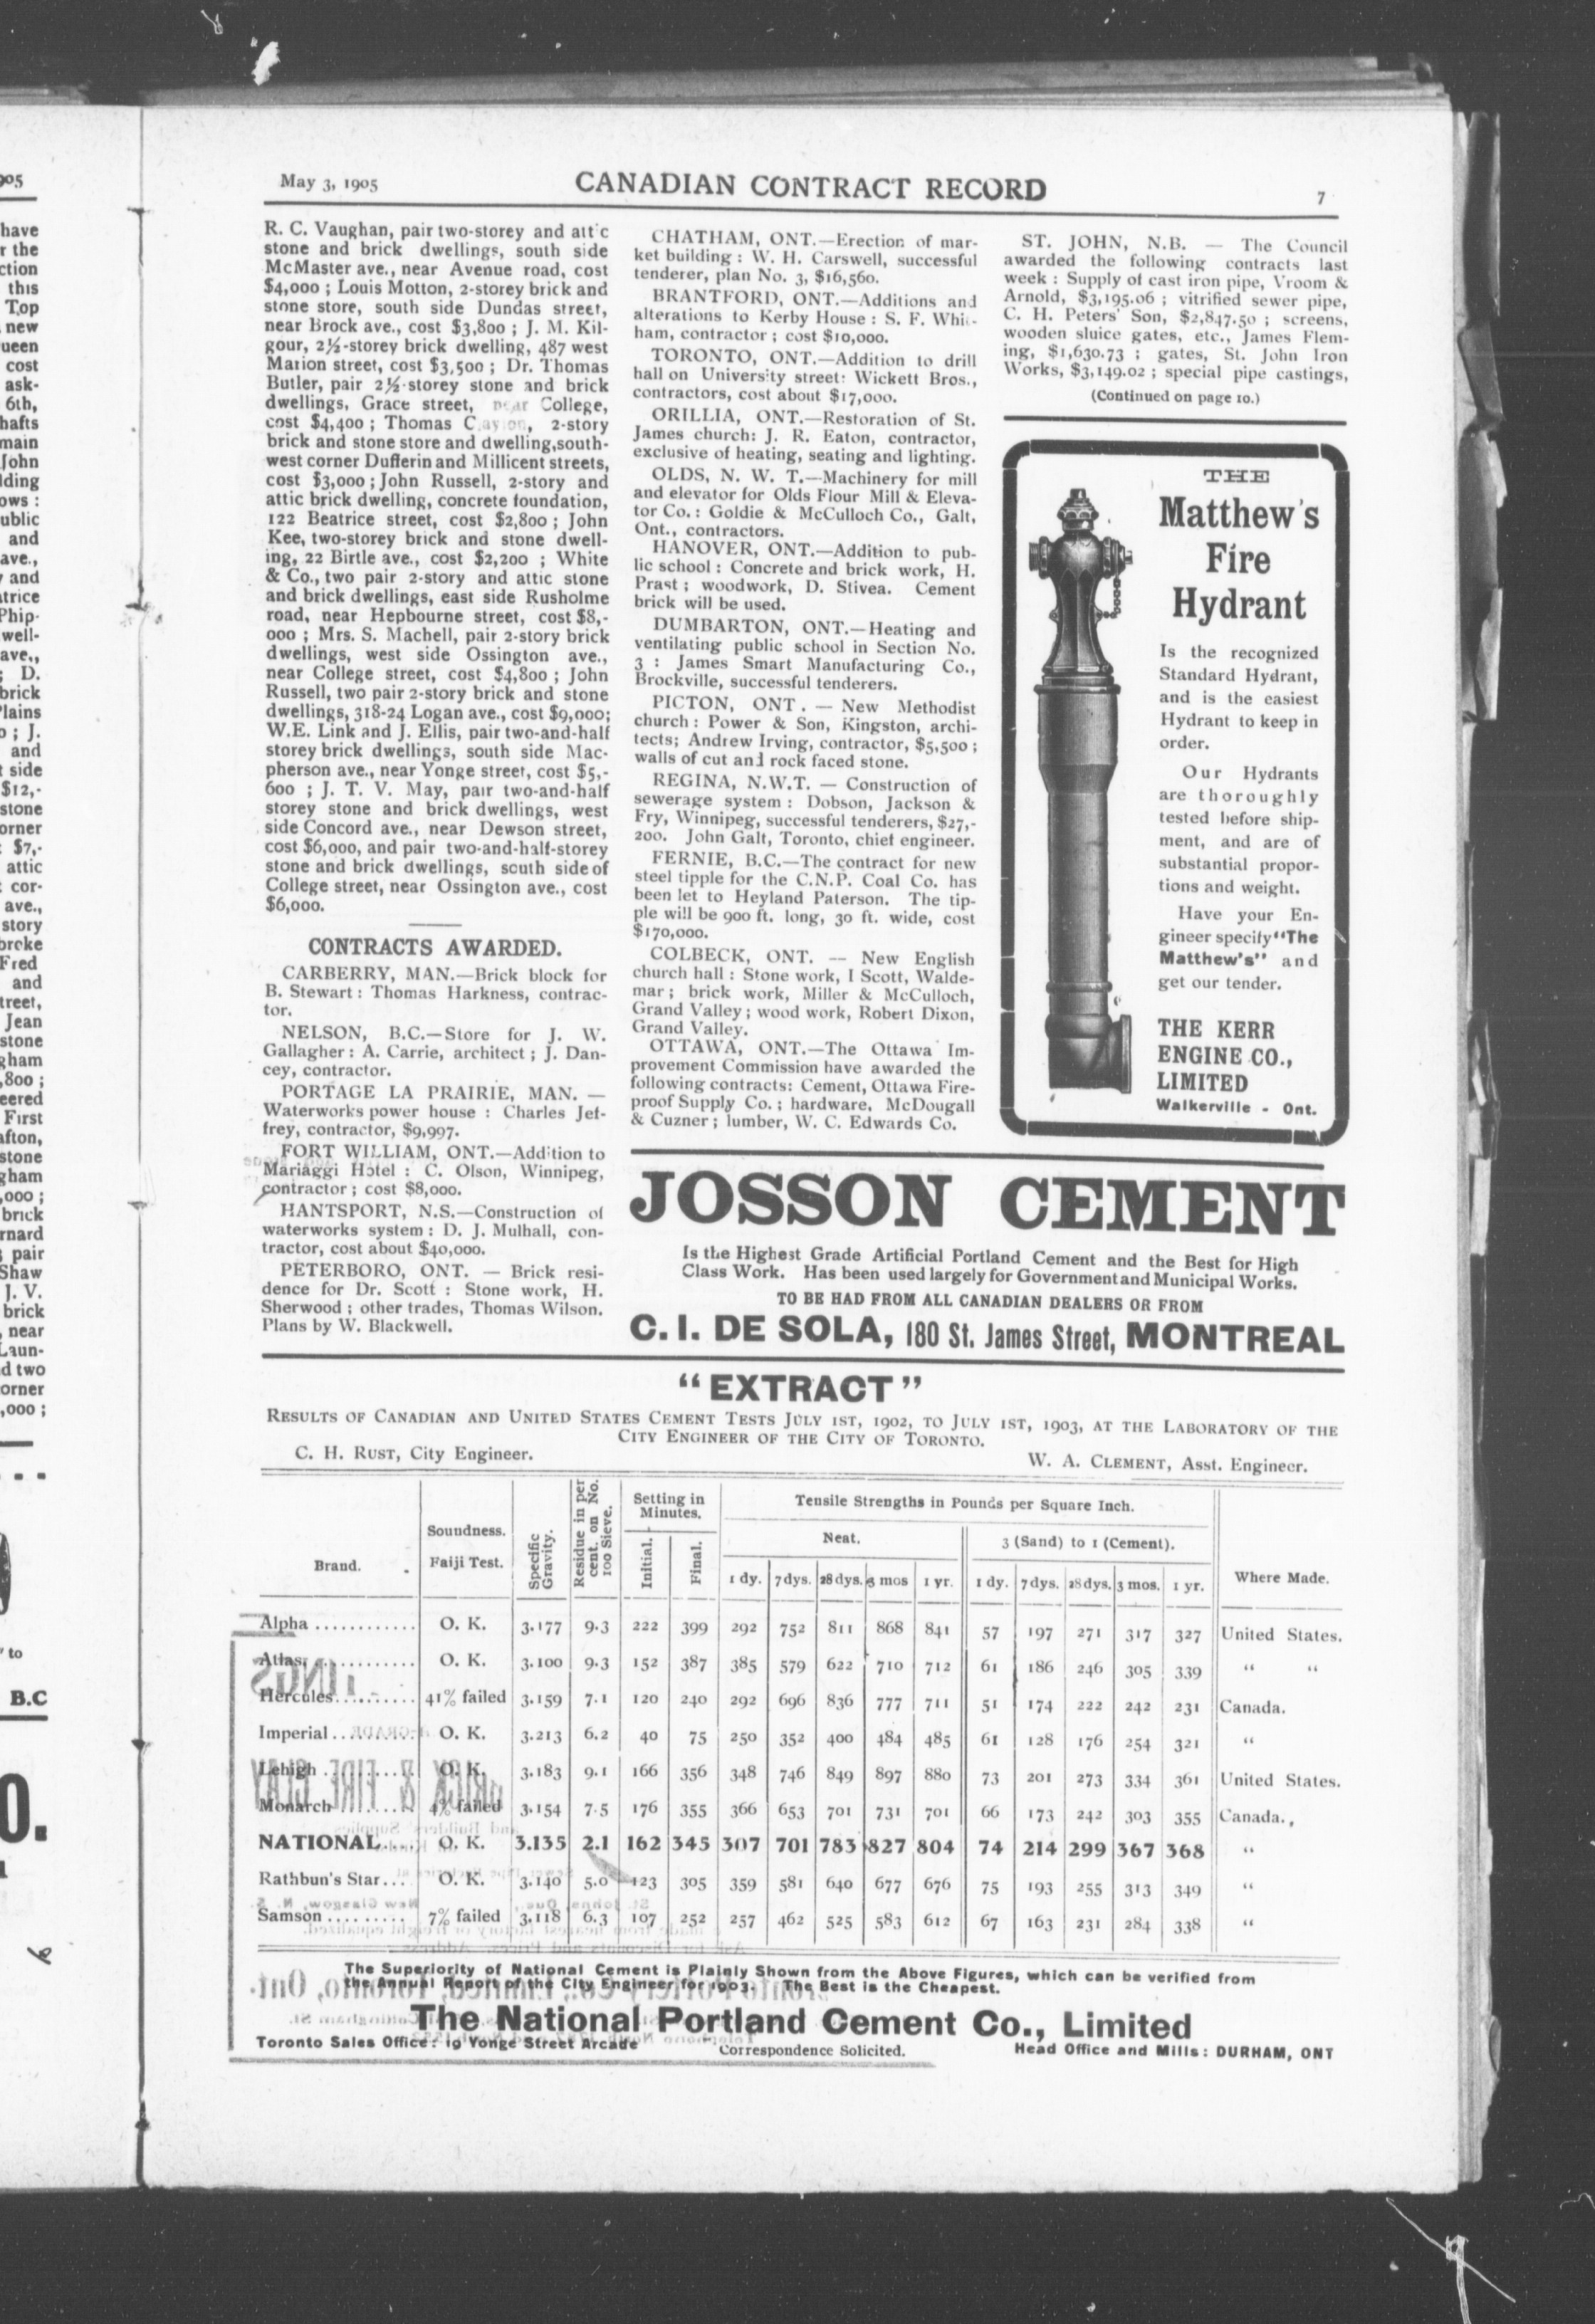 May 3, 1905
CANADIAN CONTRACT RECORD
7
R. C. Vaughan, pair two-storey and att'c
stone and brick dwellings, south side
McMaster ave., near Avenue road, cost
$4,000 ; Louis Motton, 2-storey brick and
stone store, south side Dundas street,
near Brock ave., cost $3,800 ; J. M. Kil-
gour, 2½-storey brick dwelling, 487 west
Marion street, cost $3,500 ; Dr. Thomas
Butler, pair 2½-storey stone and brick
dwellings, Grace street, near College,
cost $4,400 ; Thomas Clayton, 2-story
brick and stone store and dwelling,south-
west corner Dufferin and Millicent streets,
cost $3,000 ; John Russell, 2-story and
attic brick dwelling, concrete foundation,
122 Beatrice street, cost $2,800 ; John
Kee, two-storey brick and stone dwell-
ing, 22 Birtle ave., cost $2,200 ; White
& Co., two pair 2-story and attic stone
and brick dwellings, east side Rusholme
road, near Hepbourne street, cost $8,-
000 ; Mrs. S. Machell, pair 2-story brick
dwellings, west side Ossington ave.,
near College street, cost $4,800 ; John
Russell, two pair 2-story brick and stone
dwellings, 318-24 Logan ave., cost $9,000;
W.E. Link and J. Ellis, pair two-and-half
storey brick dwellings, south side Mac-
pherson ave., near Yonge street, cost $5,-
600 ; J. T. V. May, pair two-and-half
storey stone and brick dwellings, west
side Concord ave., near Dewson street,
cost $6,000, and pair two-and-half-storey
stone and brick dwellings, south side of
College street, near Ossington ave., cost
$6,000.
CONTRACTS AWARDED.
CARBERRY, MAN.—Brick block for
B. Stewart : Thomas Harkness, contrac-
tor.
NELSON, B.C.—Store for J. W.
Gallagher : A. Carrie, architect ; J. Dan-
cey, contractor.
PORTAGE LA PRAIRIE, MAN. —
Waterworks power house : Charles Jef-
frey, contractor, $9,997.
FORT WILLIAM, ONT.—Addition to
Mariaggi Hotel : C. Olson, Winnipeg,
contractor ; cost $8,000.
HANTSPORT, N.S.—Construction of
waterworks system : D. J. Mulhall, con-
tractor, cost about $40,000.
PETERBORO, ONT. — Brick resi-
dence for Dr. Scott : Stone work, H.
Sherwood ; other trades, Thomas Wilson.
Plans by W. Blackwell.
CHATHAM, ONT.—Erection of mar-
ket building : W. H. Carswell, successful
tenderer, plan No. 3, $16,560.
BRANTFORD, ONT.—Additions and
alterations to Kerby House : S. F. Whit-
ham, contractor ; cost $10,000.
TORONTO, ONT.—Addition to drill
hall on University street: Wickett Bros.,
contractors, cost about $17,000.
ORILLIA, ONT.—Restoration of St.
James church: J. R. Eaton, contractor,
exclusive of heating, seating and lighting.
OLDS, N. W. T.—Machinery for mill
and elevator for Olds Flour Mill & Eleva-
tor Co. : Goldie & McCulloch Co., Galt,
Ont., contractors.
HANOVER, ONT.—Addition to pub-
lic school : Concrete and brick work, H.
Prast ; woodwork, D. Stivea. Cement
brick will be used.
DUMBARTON, ONT.—Heating and
ventilating public school in Section No.
3 : James Smart Manufacturing Co.,
Brockville, successful tenderers.
PICTON, ONT. — New Methodist
church : Power & Son, Kingston, archi-
tects; Andrew Irving, contractor, $5,500 ;
walls of cut and rock faced stone.
REGINA, N.W.T. — Construction of
sewerage system : Dobson, Jackson &
Fry, Winnipeg, successful tenderers, $27,-
200. John Galt, Toronto, chief engineer.
FERNIE, B.C.—The contract for new
steel tipple for the C.N.P. Coal Co. has
been let to Heyland Paterson. The tip-
ple will be 900 ft. long, 30 ft. wide, cost
$170,000.
COLBECK, ONT. — New English
church hall : Stone work, I Scott, Walde-
mar ; brick work, Miller & McCulloch,
Grand Valley ; wood work, Robert Dixon,
Grand Valley.
OTTAWA, ONT.—The Ottawa Im-
provement Commission have awarded the
following contracts: Cement, Ottawa Fire-
proof Supply Co. ; hardware, McDougall
& Cuzner ; lumber, W. C. Edwards Co.
ST. JOHN, N.B. — The Council
awarded the following contracts last
week : Supply of cast iron pipe, Vroom &
Arnold, $3,195.06 ; vitrified sewer pipe,
C. H. Peters' Son, $2,847.50 ; screens,
wooden sluice gates, etc., James Flem-
ing, $1,630.73 ; gates, St. John Iron
Works, $3,149.02 ; special pipe castings,
(Continued on page 10.)
THE
Matthew's
Fire
Hydrant
Is the recognized
Standard Hydrant,
and is the easiest
Hydrant to keep in
order.
Our Hydrants
are thoroughly
tested before ship-
ment, and are of
substantial propor-
tions and weight.
Have your En-
gineer specify "The
Matthew's" and
get our tender.
THE KERR
ENGINE CO.,
LIMITED
Walkerville - Ont.
JOSSON CEMENT
Is the Highest Grade Artificial Portland Cement and the Best for High
Class Work. Has been used largely for Government and Municipal Works.
TO BE HAD FROM ALL CANADIAN DEALERS OR FROM
C. I. DE SOLA, 180 St. James Street, MONTREAL
"EXTRACT"
RESULTS OF CANADIAN AND UNITED STATES CEMENT TESTS JULY 1ST, 1902, TO JULY 1ST, 1903, AT THE LABORATORY OF THE
CITY ENGINEER OF THE CITY OF TORONTO.
C. H. RUST, City Engineer.
W. A. CLEMENT, Asst. Engineer.
Brand.
Soundness.
Faiji Test.
Specific
Gravity.
Residue in per
cent. on No.
100 Sieve.
Setting in
Minutes.
Initial.
Final.
Tensile Strengths in Pounds per Square Inch.
Neat.
3 (Sand) to 1 (Cement).
1 dy. 7 dys. 28 dys. 3 mos 1 yr. 1 dy. 7 dys. 28 dys. 3 mos. 1 yr.
Where Made.
Alpha ............ O. K. 3.177 9.3 222 399 292 752 811 868 841 57 197 271 317 327 United States.
Atlas ............ O. K. 3.100 9.3 152 387 385 579 622 710 712 61 186 246 305 339 " "
Hercules.......... 41% failed 3.159 7.1 120 240 292 696 836 777 711 51 174 222 242 231 Canada.
Imperial .......... O. K. 3.213 6.2 40 75 250 352 400 484 485 61 128 176 254 321 "
Lehigh .......... O. K. 3.183 9.1 166 356 348 746 849 897 880 73 201 273 334 361 United States.
Monarch .......... 4% failed 3.154 7.5 176 355 366 653 701 731 701 66 173 242 303 355 Canada.,
NATIONAL..... O. K. 3.135 2.1 162 345 307 701 783 827 804 74 214 299 367 368 "
Rathbun's Star... O. K. 3.140 5.0 123 305 359 581 640 677 676 75 193 255 313 349 "
Samson ......... 7% failed 3.118 6.3 107 252 257 462 525 583 612 67 163 231 284 338 "
The Superiority of National Cement is Plainly Shown from the Above Figures, which can be verified from
the Annual Report of the City Engineer for 1903. The Best is the Cheapest.
The National Portland Cement Co., Limited
Toronto Sales Office : 19 Yonge Street Arcade
Correspondence Solicited.
Head Office and Mills : DURHAM, ONT